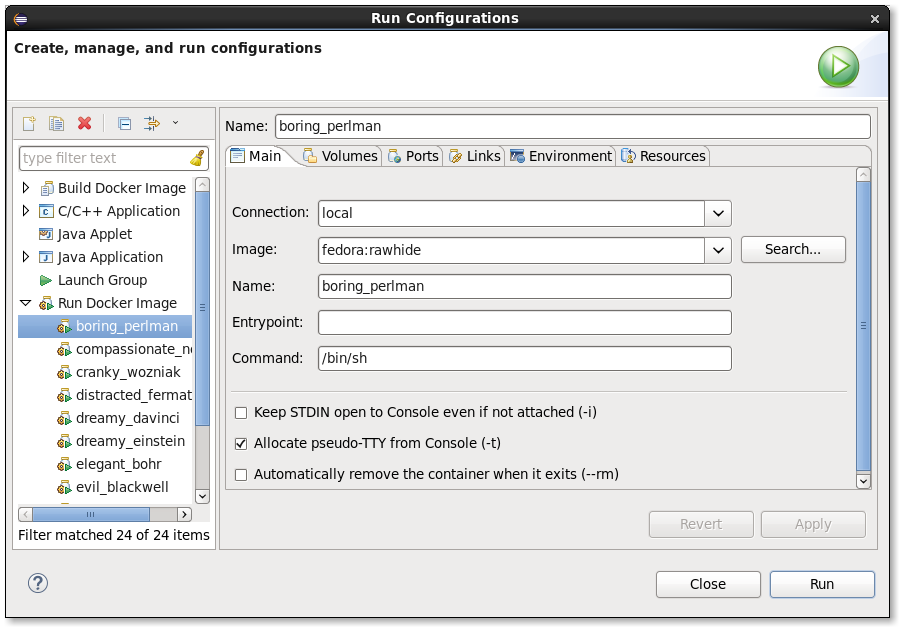 Run Configurations
Create, manage, and run configurations
type filter text
Build Docker Image
C/C++ Application
Java Applet
Java Application
Launch Group
Run Docker Image
boring_perlman
compassionate_n
cranky_wozniak
distracted_fermat
dreamy_davinci
dreamy_einstein
elegant_bohr
evil_blackwell
Filter matched 24 of 24 items
Name: boring_perlman
Main Volumes Ports Links Environment Resources
Connection: local
Image: fedora:rawhide Search...
Name: boring_perlman
Entrypoint:
Command: /bin/sh
Keep STDIN open to Console even if not attached (-i)
Allocate pseudo-TTY from Console (-t)
Automatically remove the container when it exits (--rm)
Revert Apply
? Close Run